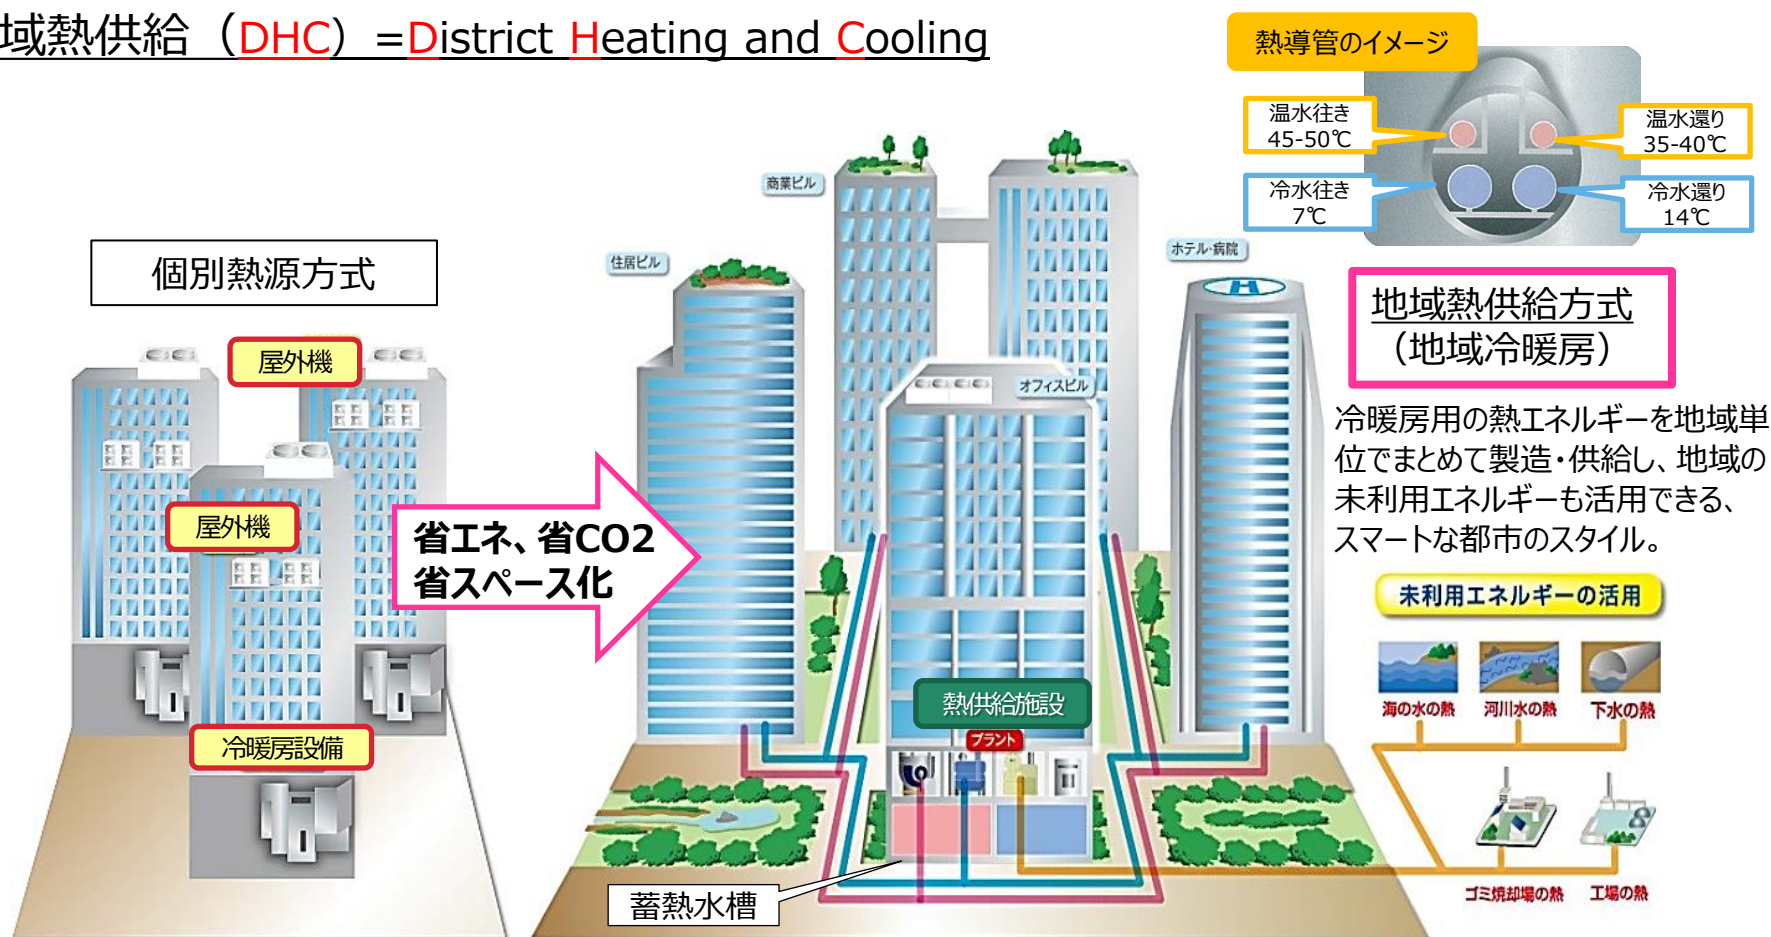 域熱供給（DHC）=District Heating and Cooling
熱導管のイメージ
温水往き
45-50℃
温水還り
35-40℃
冷水往き
7℃
冷水還り
14℃
商業ビル
住居ビル
ホテル・病院
オフィスビル
個別熱源方式
屋外機
屋外機
冷暖房設備
省エネ、省CO2
省スペース化
地域熱供給方式
（地域冷暖房）
冷暖房用の熱エネルギーを地域単
位でまとめて製造・供給し、地域の
未利用エネルギーも活用できる、
スマートな都市のスタイル。
H
熱供給施設
プラント
蓄熱水槽
未利用エネルギーの活用
海の水の熱
河川水の熱
下水の熱
ゴミ焼却場の熱
工場の熱